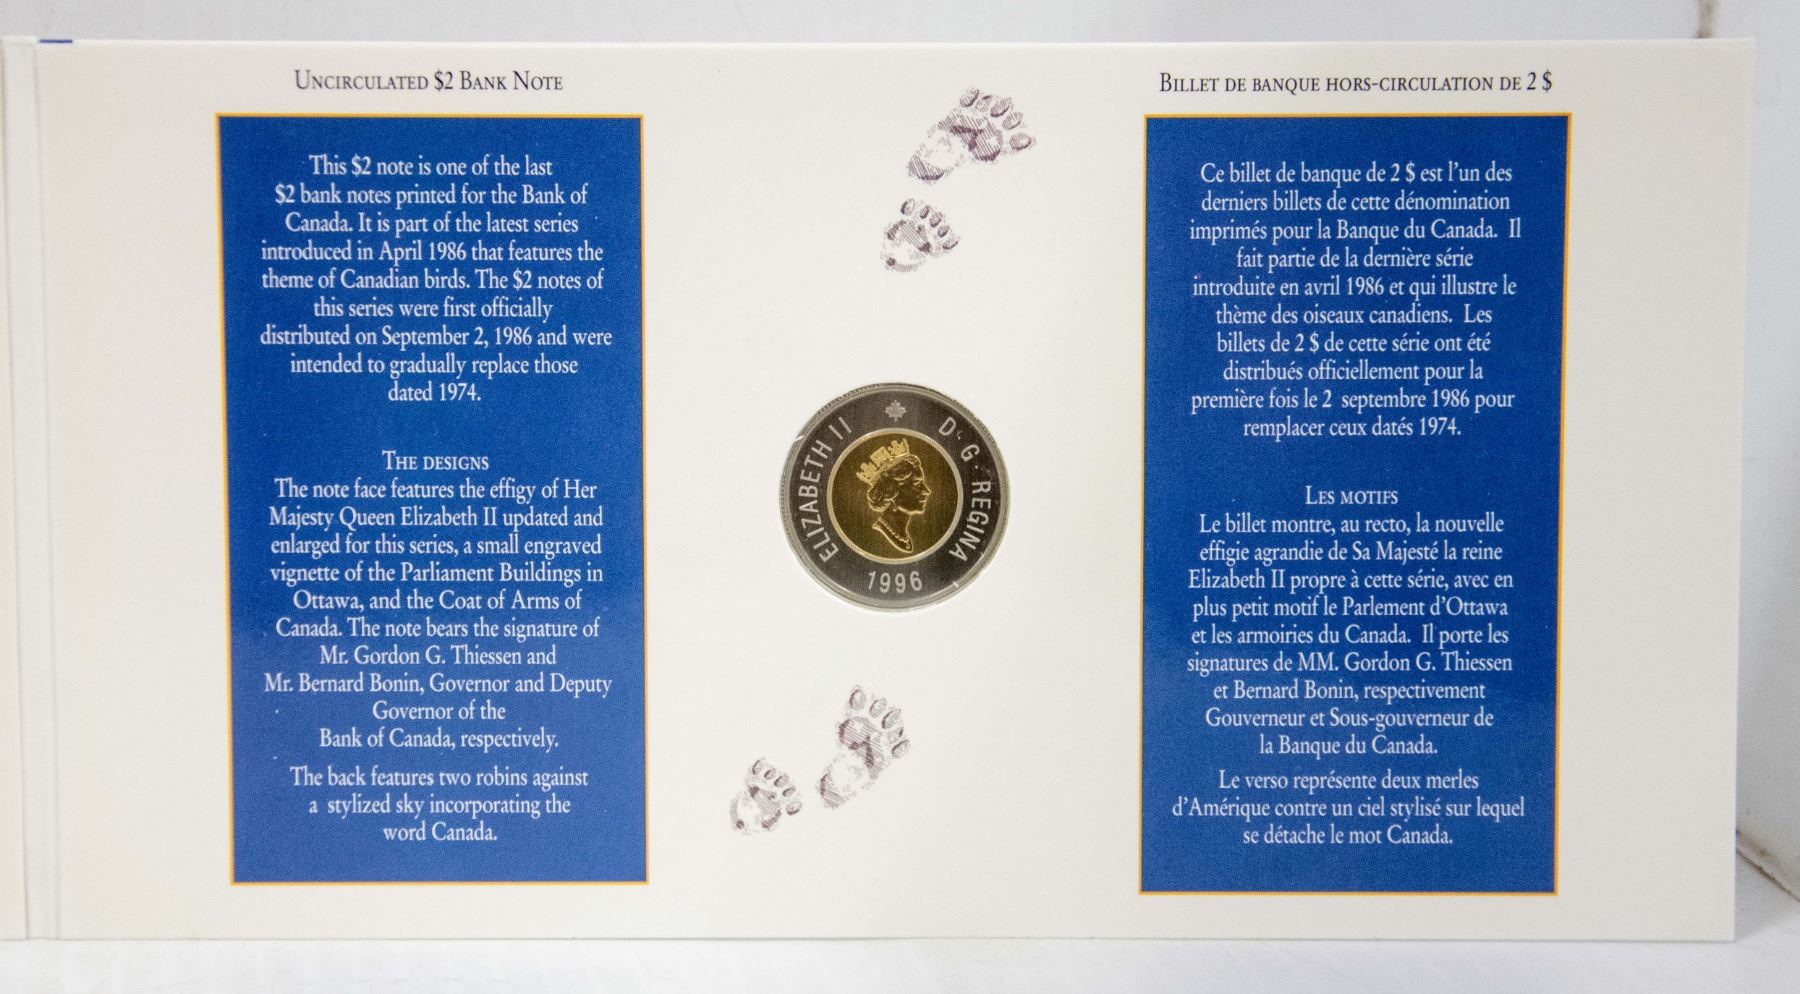 UNCIRCULATED $2 BANK NOTE
This $2 note is one of the last
$2 bank notes printed for the Bank of
Canada. It is part of the latest series
introduced in April 1986 that features the
theme of Canadian birds. The $2 notes of
this series were first officially
distributed on September 2, 1986 and were
intended to gradually replace those
dated 1974.
THE DESIGNS
The note face features the effigy of Her
Majesty Queen Elizabeth II updated and
enlarged for this series, a small engraved
vignette of the Parliament Buildings in
Ottawa, and the Coat of Arms of
Canada. The note bears the signature of
Mr. Gordon G. Thiessen and
Mr. Bernard Bonin, Governor and Deputy
Governor of the
Bank of Canada, respectively.
The back features two robins against
a stylized sky incorporating the
word Canada.
ELIZABETH II D·G·REGINA
1996
BILLET DE BANQUE HORS-CIRCULATION DE 2 $
Ce billet de banque de 2 $ est l'un des
derniers billets de cette dénomination
imprimés pour la Banque du Canada. Il
fait partie de la dernière série
introduite en avril 1986 et qui illustre le
thème des oiseaux canadiens. Les
billets de 2 $ de cette série ont été
distribués officiellement pour la
première fois le 2 septembre 1986 pour
remplacer ceux datés 1974.
LES MOTIFS
Le billet montre, au recto, la nouvelle
effigie agrandie de Sa Majesté la reine
Elizabeth II propre à cette série, avec en
plus petit motif le Parlement d'Ottawa
et les armoiries du Canada. Il porte les
signatures de MM. Gordon G. Thiessen
et Bernard Bonin, respectivement
Gouverneur et Sous-gouverneur de
la Banque du Canada.
Le verso représente deux merles
d'Amérique contre un ciel stylisé sur lequel
se détache le mot Canada.